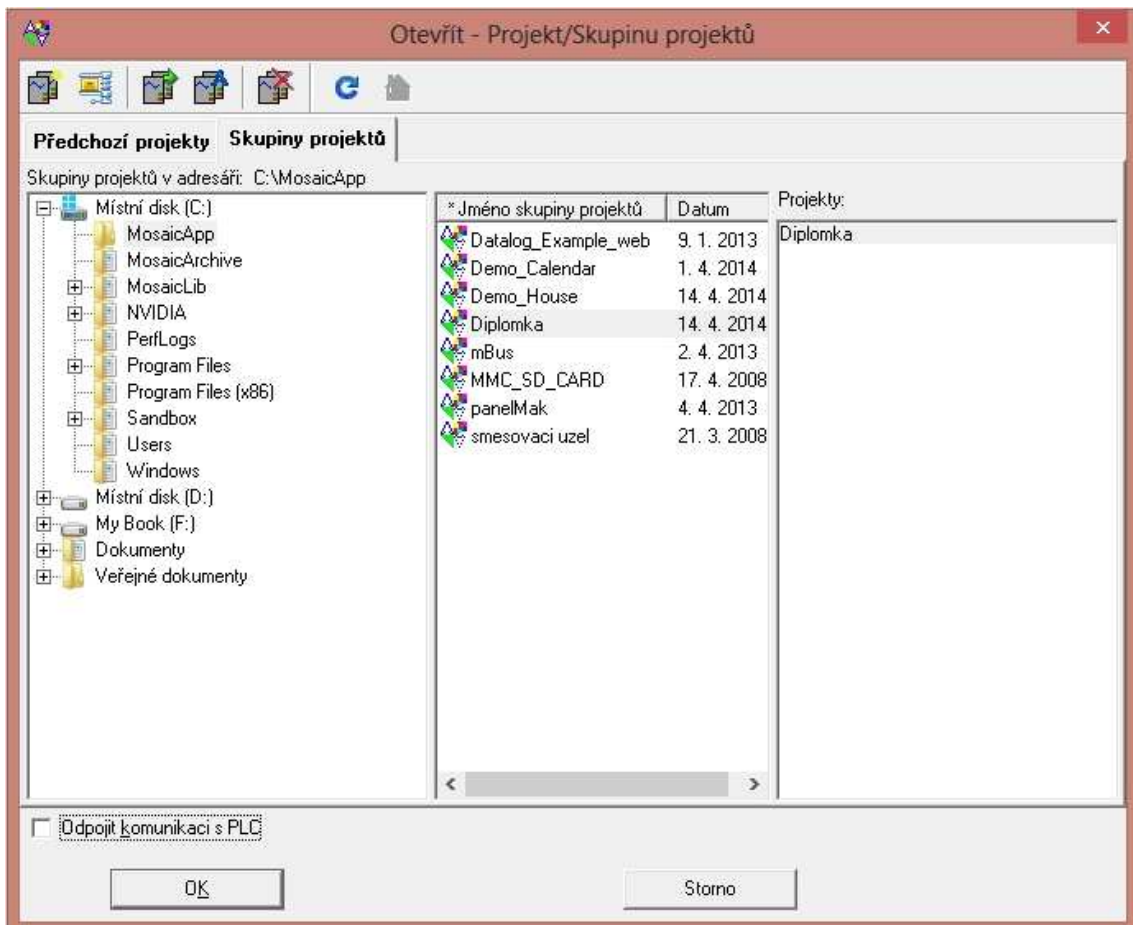 Otevřít - Projekt/Skupinu projektů
Předchozí projekty Skupiny projektů
Skupiny projektů v adresáři: C:\MosaicApp
Místní disk (C:)
MosaicApp
MosaicArchive
MosaicLib
NVIDIA
PerfLogs
Program Files
Program Files (x86)
Sandbox
Users
Windows
Místní disk (D:)
My Book (F:)
Dokumenty
Veřejné dokumenty
* Jméno skupiny projektů Datum
Datalog_Example_web 9. 1. 2013
Demo_Calendar 1. 4. 2014
Demo_House 14. 4. 2014
Diplomka 14. 4. 2014
mBus 2. 4. 2013
MMC_SD_CARD 17. 4. 2008
panelMak 4. 4. 2013
smesovaci uzel 21. 3. 2008
Projekty:
Diplomka
Odpojit komunikaci s PLC
OK Storno